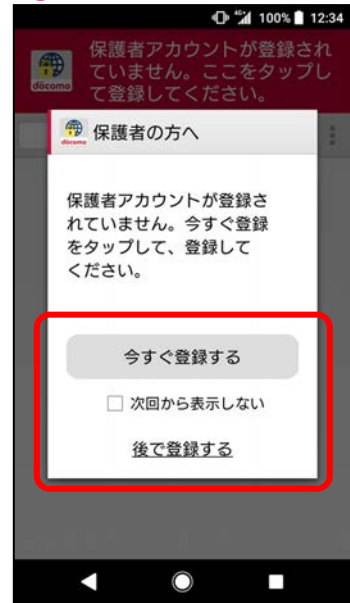 4G 100% 12:34
保護者アカウントが登録され
ていません。ここをタップし
て登録してください。
docomo
docomo
保護者の方へ
保護者アカウントが登録さ
れていません。今すぐ登録
をタップして、登録して
ください。
今すぐ登録する
次回から表示しない
後で登録する